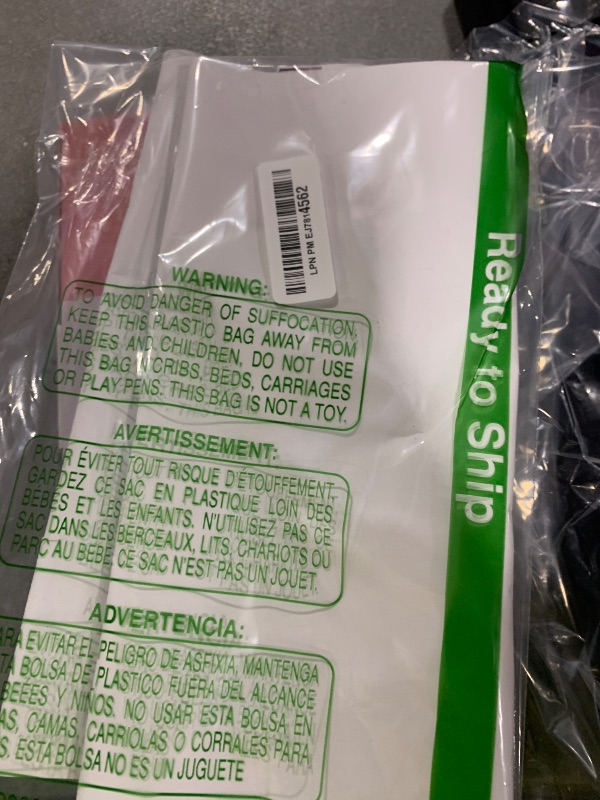 LPN PM EJ7814562
Ready to Ship
WARNING:
TO AVOID DANGER OF SUFFOCATION,
KEEP THIS PLASTIC BAG AWAY FROM
BABIES AND CHILDREN, DO NOT USE
THIS BAG IN CRIBS, BEDS, CARRIAGES
OR PLAY PENS. THIS BAG IS NOT A TOY.
AVERTISSEMENT:
POUR ÉVITER TOUT RISQUE D'ÉTOUFFEMENT,
GARDEZ CE SAC EN PLASTIQUE LOIN DES
BÉBÉS ET LES ENFANTS. N'UTILISEZ PAS CE
SAC DANS LES BERCEAUX, LITS, CHARIOTS OU
PARC AU BÉBÉ CE SAC N'EST PAS UN JOUET.
ADVERTENCIA:
EVITAR EL PELIGRO DE ASFIXIA, MANTENGA
BOLSA DE PLASTICO FUERA DEL ALCANCE
BEBES Y NIÑOS. NO USAR ESTA BOLSA EN
CAMAS, CARRIOLAS O CORRALES PARA
ESTA BOLSA NO ES UN JUGUETE